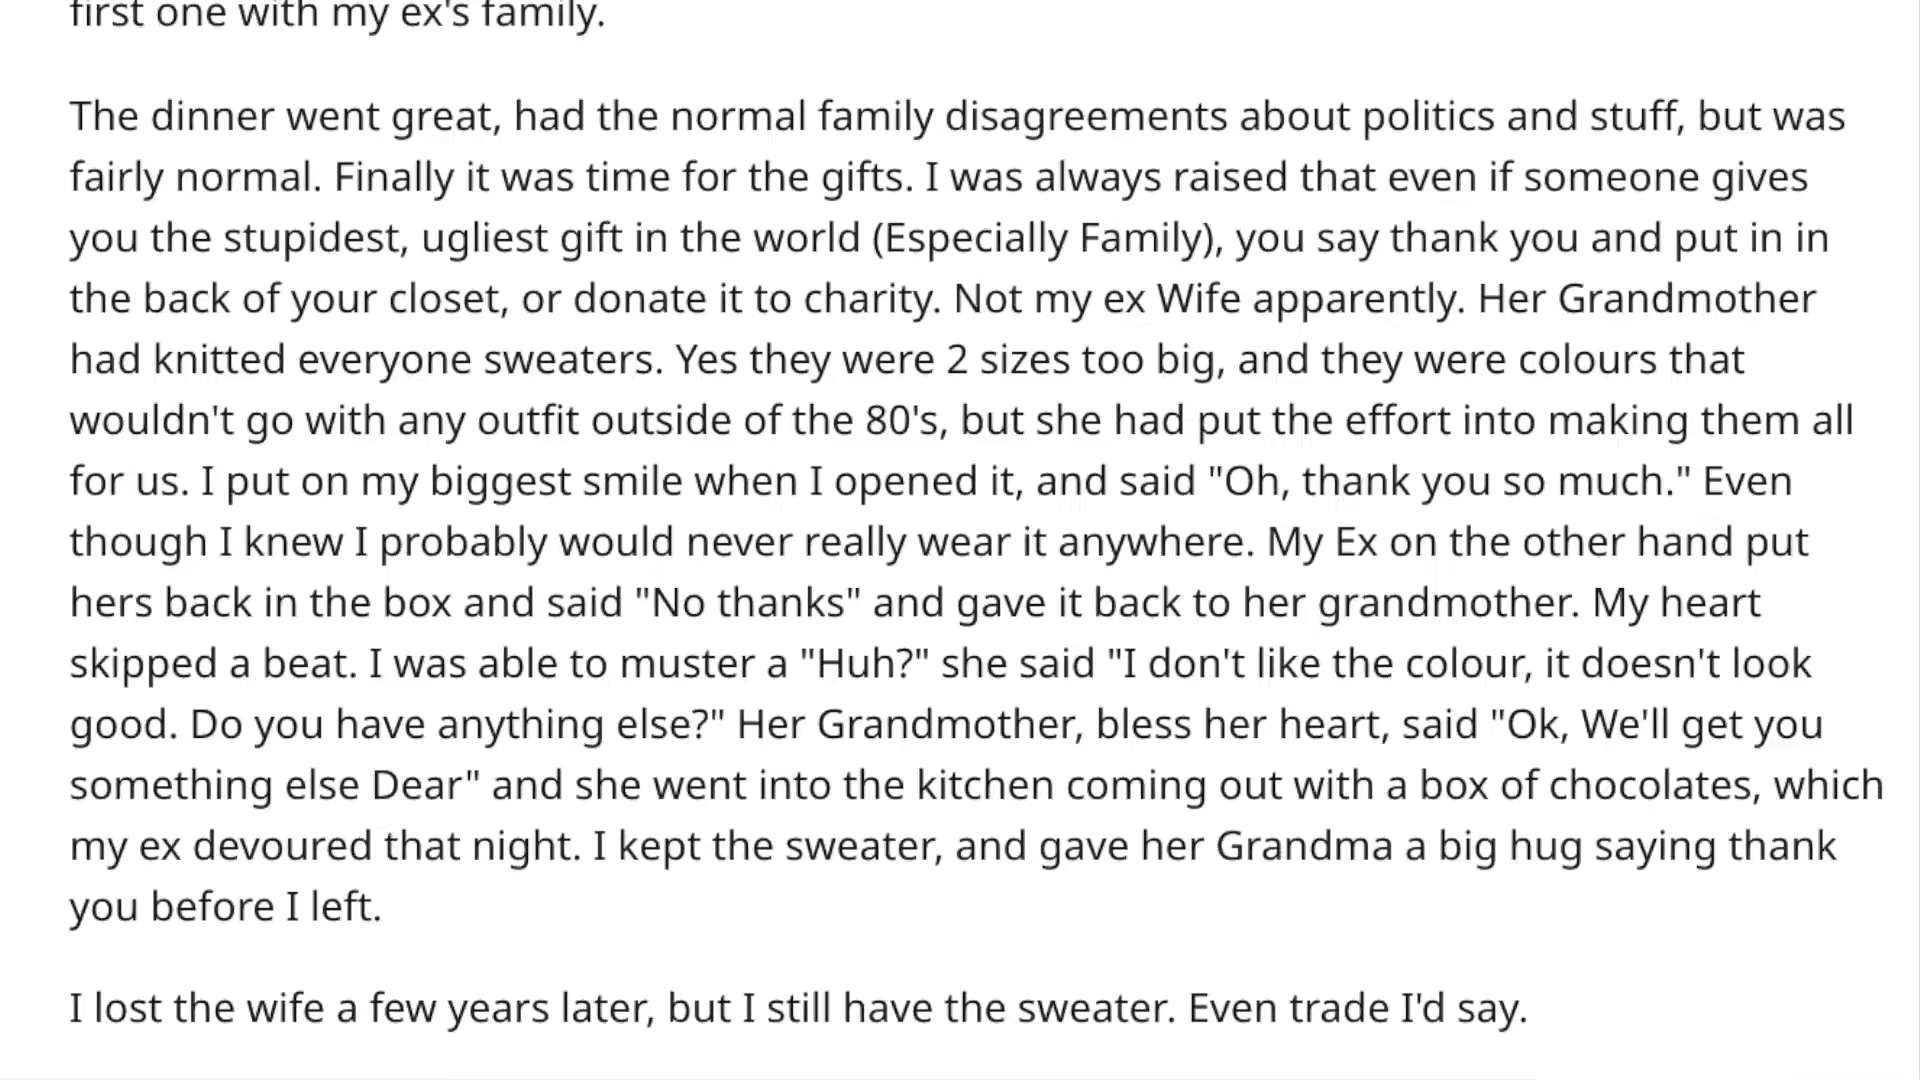 first one with my ex's family.
The dinner went great, had the normal family disagreements about politics and stuff, but was
fairly normal. Finally it was time for the gifts. I was always raised that even if someone gives
you the stupidest, ugliest gift in the world (Especially Family), you say thank you and put in in
the back of your closet, or donate it to charity. Not my ex Wife apparently. Her Grandmother
had knitted everyone sweaters. Yes they were 2 sizes too big, and they were colours that
wouldn't go with any outfit outside of the 80's, but she had put the effort into making them all
for us. I put on my biggest smile when I opened it, and said "Oh, thank you so much." Even
though I knew I probably would never really wear it anywhere. My Ex on the other hand put
hers back in the box and said "No thanks" and gave it back to her grandmother. My heart
skipped a beat. I was able to muster a "Huh?" she said "I don't like the colour, it doesn't look
good. Do you have anything else?" Her Grandmother, bless her heart, said "Ok, We'll get you
something else Dear" and she went into the kitchen coming out with a box of chocolates, which
my ex devoured that night. I kept the sweater, and gave her Grandma a big hug saying thank
you before I left.
I lost the wife a few years later, but I still have the sweater. Even trade I'd say.